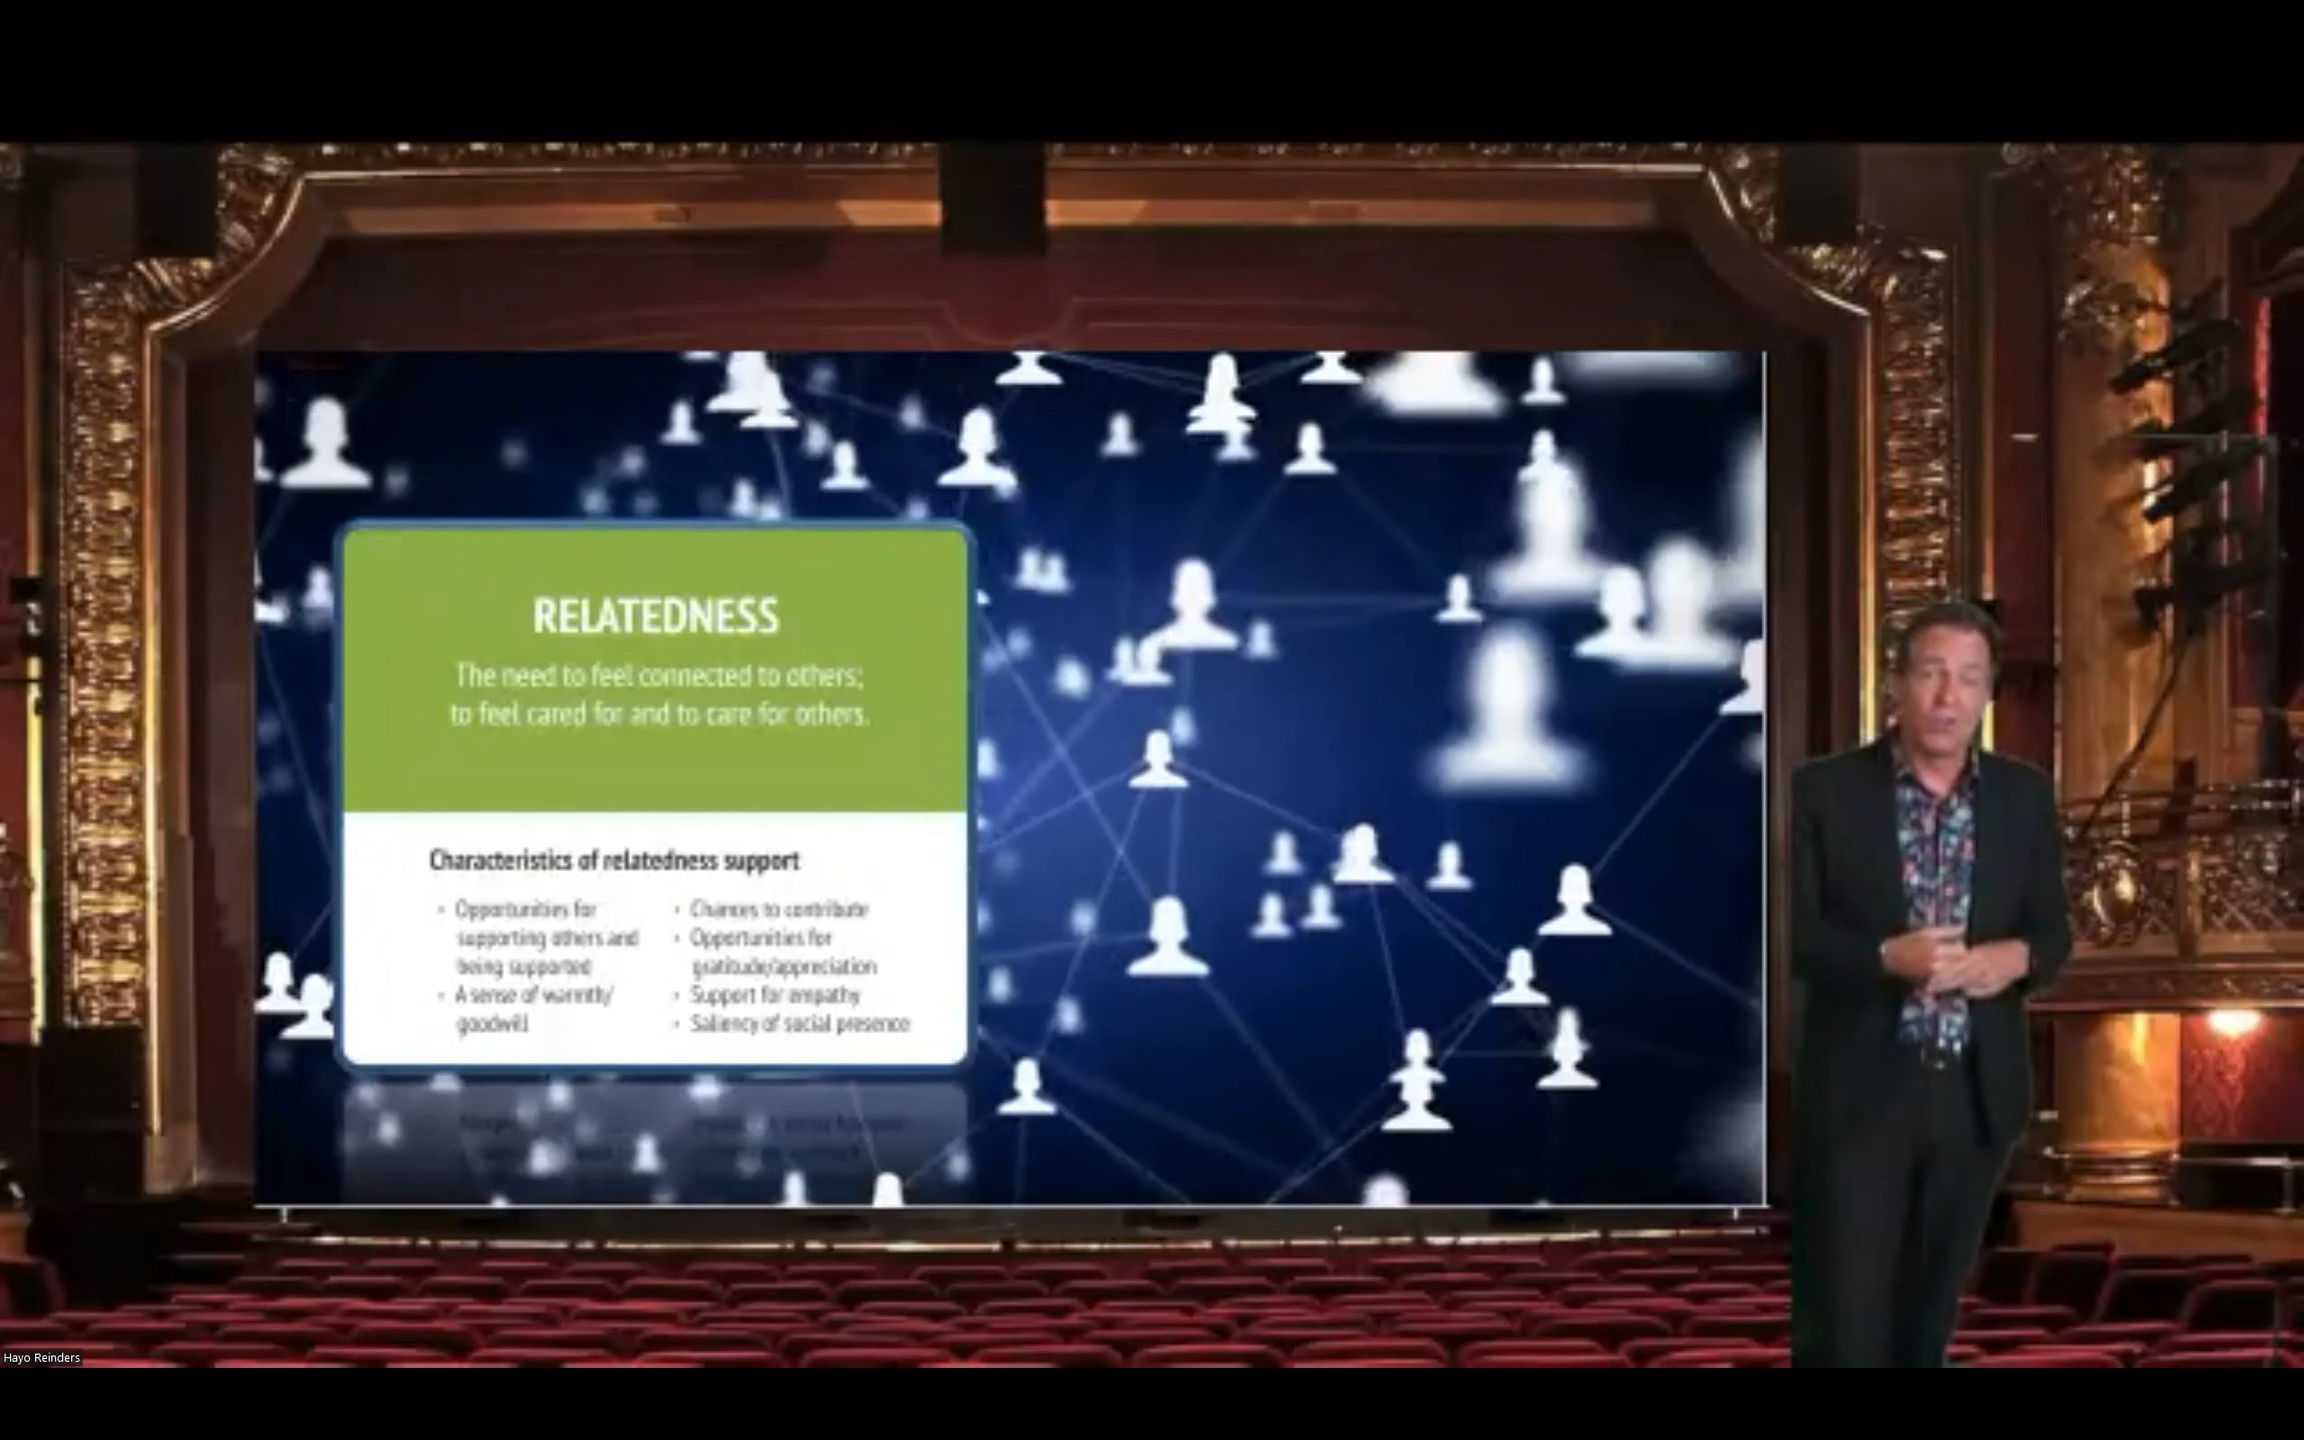 RELATEDNESS
The need to feel connected to others;
to feel cared for and to care for others.
Characteristics of relatedness support
• Opportunities for
supporting others and
being supported
• A sense of warmth/
goodwill
• Chances to contribute
• Opportunities for
gratitude/appreciation
• Support for empathy
• Saliency of social presence
Hayo Reinders